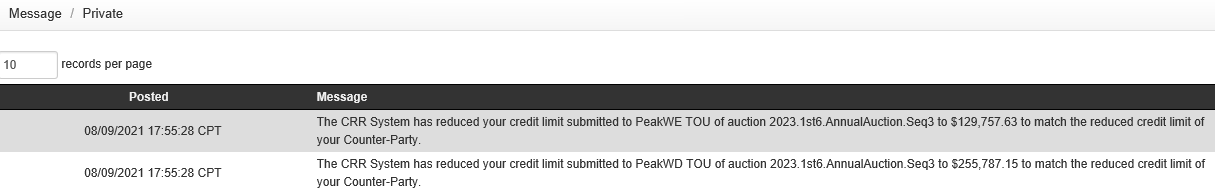 Message / Private
10 records per page
Posted Message
08/09/2021 17:55:28 CPT The CRR System has reduced your credit limit submitted to PeakWE TOU of auction 2023.1st6.AnnualAuction.Seq3 to $129,757.63 to match the reduced credit limit of
your Counter-Party.
08/09/2021 17:55:28 CPT The CRR System has reduced your credit limit submitted to PeakWD TOU of auction 2023.1st6.AnnualAuction.Seq3 to $255,787.15 to match the reduced credit limit of
your Counter-Party.